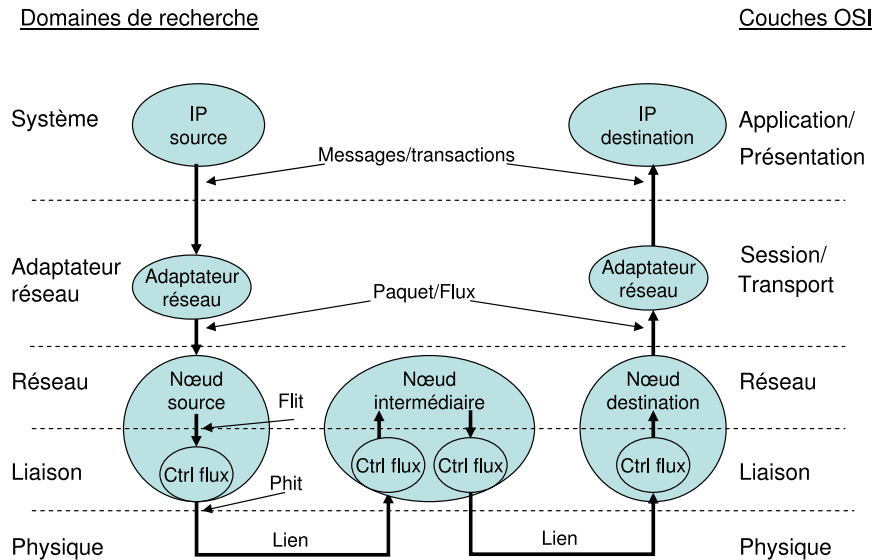 Domaines de recherche
Couches OSI
Système
IP
source
IP
destination
Application/
Présentation
Messages/transactions
Adaptateur
réseau
Adaptateur
réseau
Adaptateur
réseau
Session/
Transport
Paquet/Flux
Réseau
Nœud
source
Nœud
intermédiaire
Nœud
destination
Réseau
Flit
Liaison
Ctrl flux
Ctrl flux
Ctrl flux
Ctrl flux
Liaison
Phit
Physique
Lien
Lien
Physique